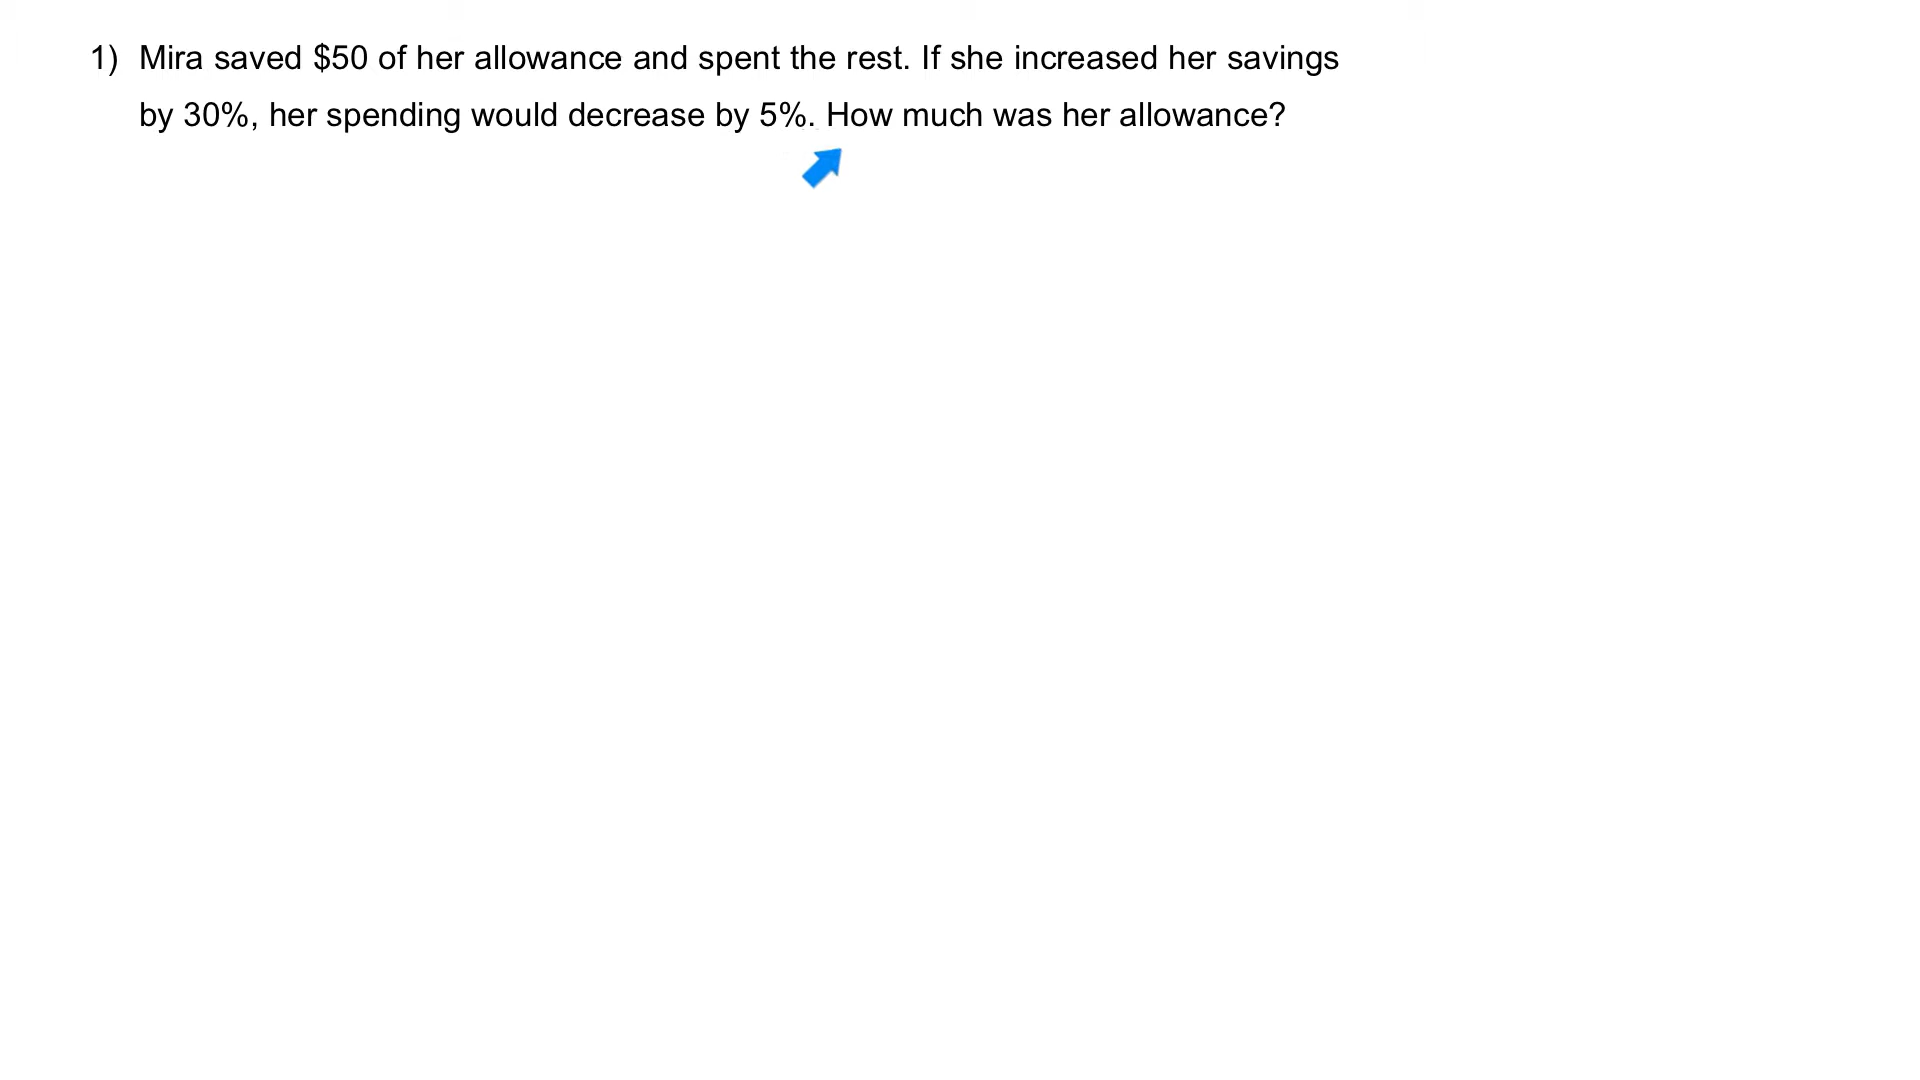 1) Mira saved $50 of her allowance and spent the rest. If she increased her savings
by 30%, her spending would decrease by 5%. How much was her allowance?